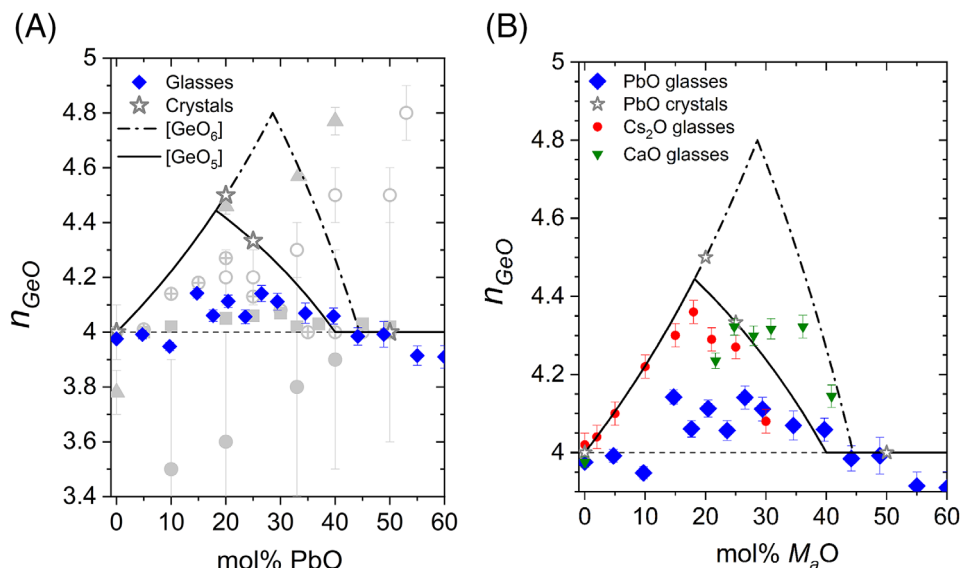 (A)
5
4.8
4.6
4.4
4.2
4
3.8
3.6
3.4
n_GeO
Glasses
Crystals
[GeO₆]
[GeO₅]
0 10 20 30 40 50 60
mol% PbO
(B)
5
4.8
4.6
4.4
4.2
4
n_GeO
PbO glasses
PbO crystals
Cs₂O glasses
CaO glasses
0 10 20 30 40 50 60
mol% MₐO